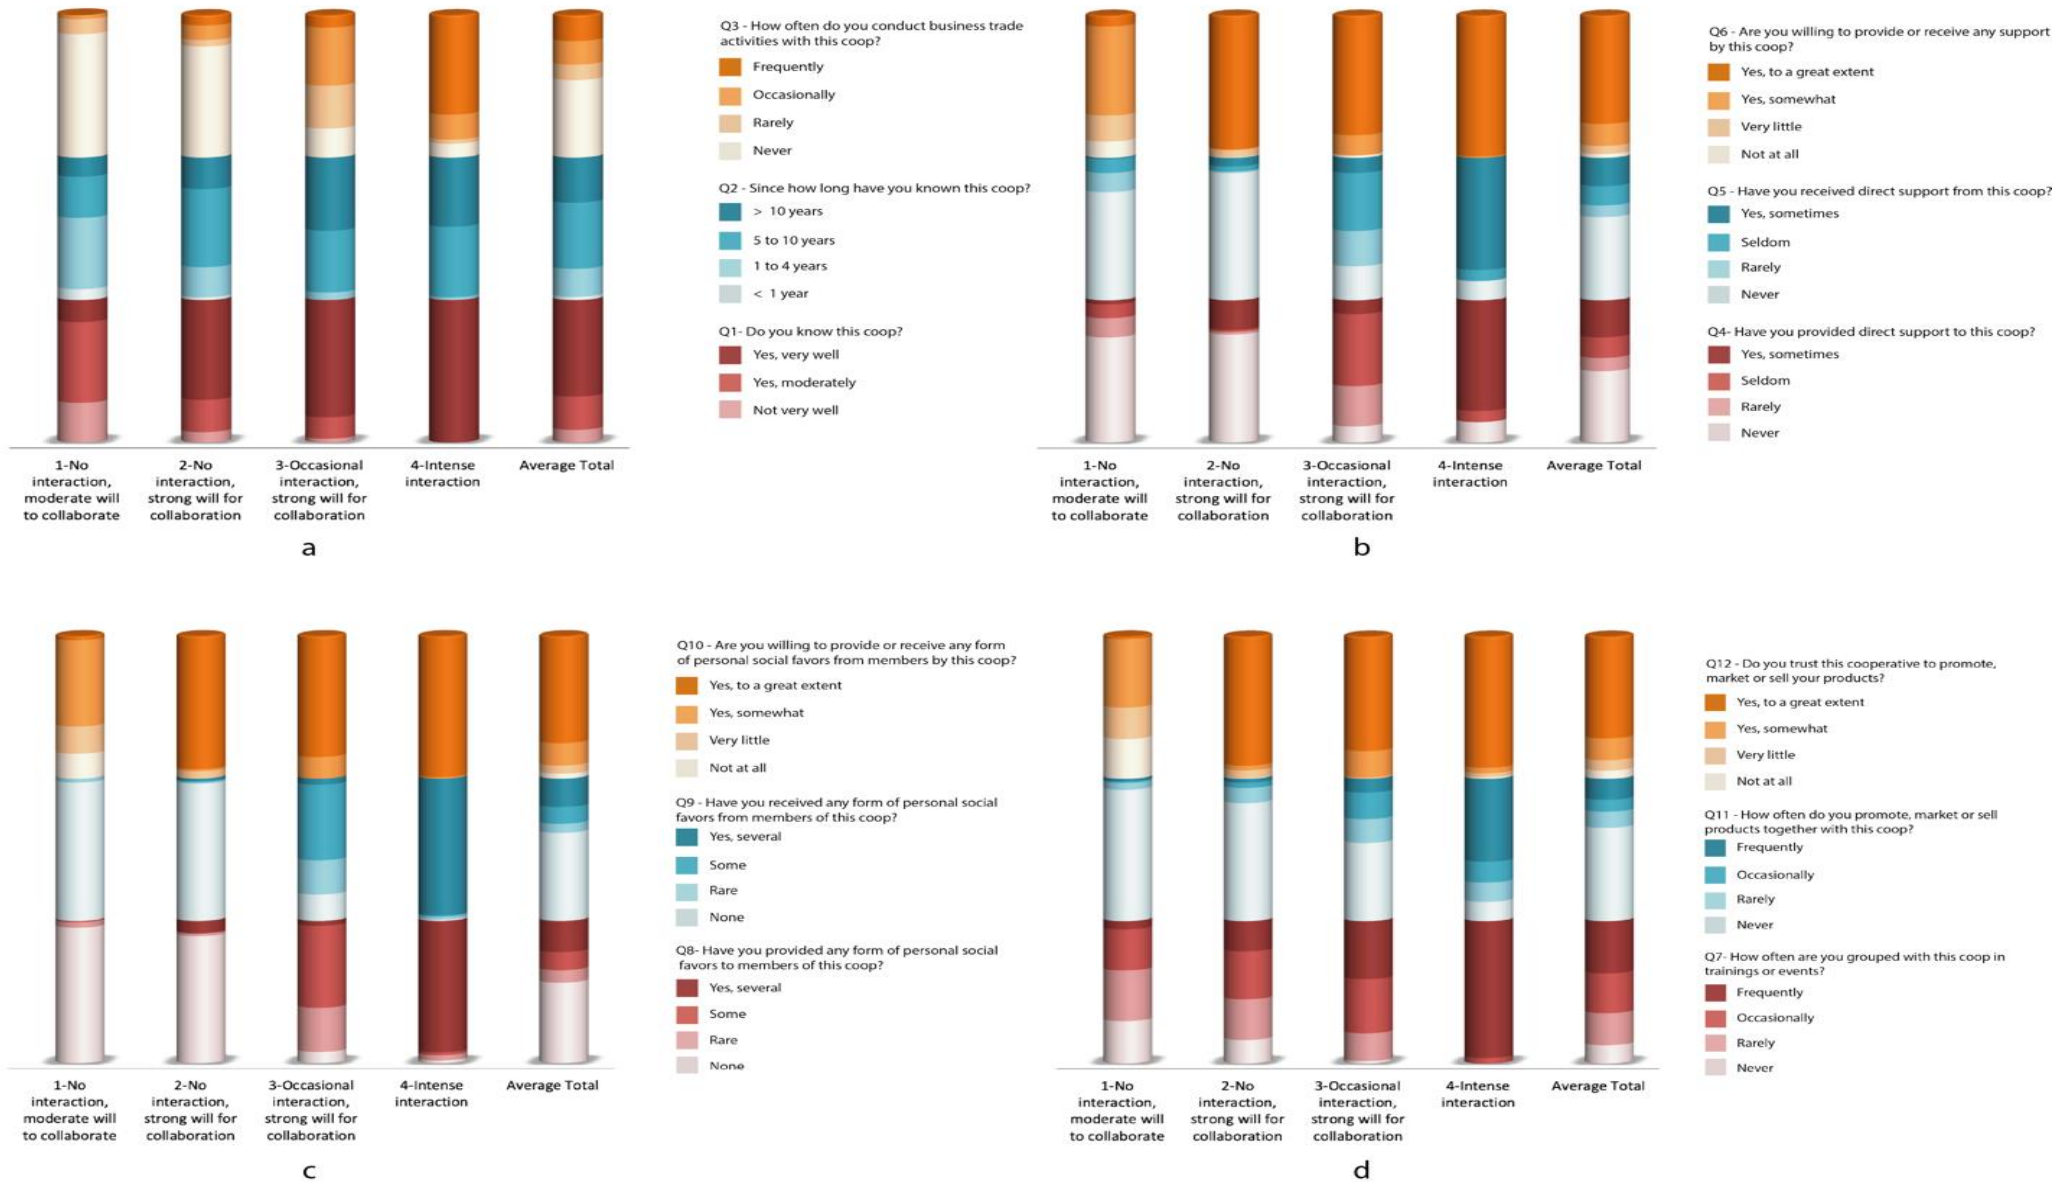 Q3 - How often do you conduct business trade
activities with this coop?
Frequently
Occasionally
Rarely
Never
Q2 - Since how long have you known this coop?
> 10 years
5 to 10 years
1 to 4 years
< 1 year
Q1- Do you know this coop?
Yes, very well
Yes, moderately
Not very well
1-No
interaction,
moderate will
to collaborate
2-No
interaction,
strong will for
collaboration
3-Occasional
interaction,
strong will for
collaboration
4-Intense
interaction
Average Total
a
Q6 - Are you willing to provide or receive any support
by this coop?
Yes, to a great extent
Yes, somewhat
Very little
Not at all
Q5 - Have you received direct support from this coop?
Yes, sometimes
Seldom
Rarely
Never
Q4- Have you provided direct support to this coop?
Yes, sometimes
Seldom
Rarely
Never
1-No
interaction,
moderate will
to collaborate
2-No
interaction,
strong will for
collaboration
3-Occasional
interaction,
strong will for
collaboration
4-Intense
interaction
Average Total
b
Q10 - Are you willing to provide or receive any form
of personal social favors from members by this coop?
Yes, to a great extent
Yes, somewhat
Very little
Not at all
Q9 - Have you received any form of personal social
favors from members of this coop?
Yes, several
Some
Rare
None
Q8- Have you provided any form of personal social
favors to members of this coop?
Yes, several
Some
Rare
None
1-No
interaction,
moderate will
to collaborate
2-No
interaction,
strong will for
collaboration
3-Occasional
interaction,
strong will for
collaboration
4-Intense
interaction
Average Total
c
Q12 - Do you trust this cooperative to promote,
market or sell your products?
Yes, to a great extent
Yes, somewhat
Very little
Not at all
Q11 - How often do you promote, market or sell
products together with this coop?
Frequently
Occasionally
Rarely
Never
Q7- How often are you grouped with this coop in
trainings or events?
Frequently
Occasionally
Rarely
Never
1-No
interaction,
moderate will
to collaborate
2-No
interaction,
strong will for
collaboration
3-Occasional
interaction,
strong will for
collaboration
4-Intense
interaction
Average Total
d